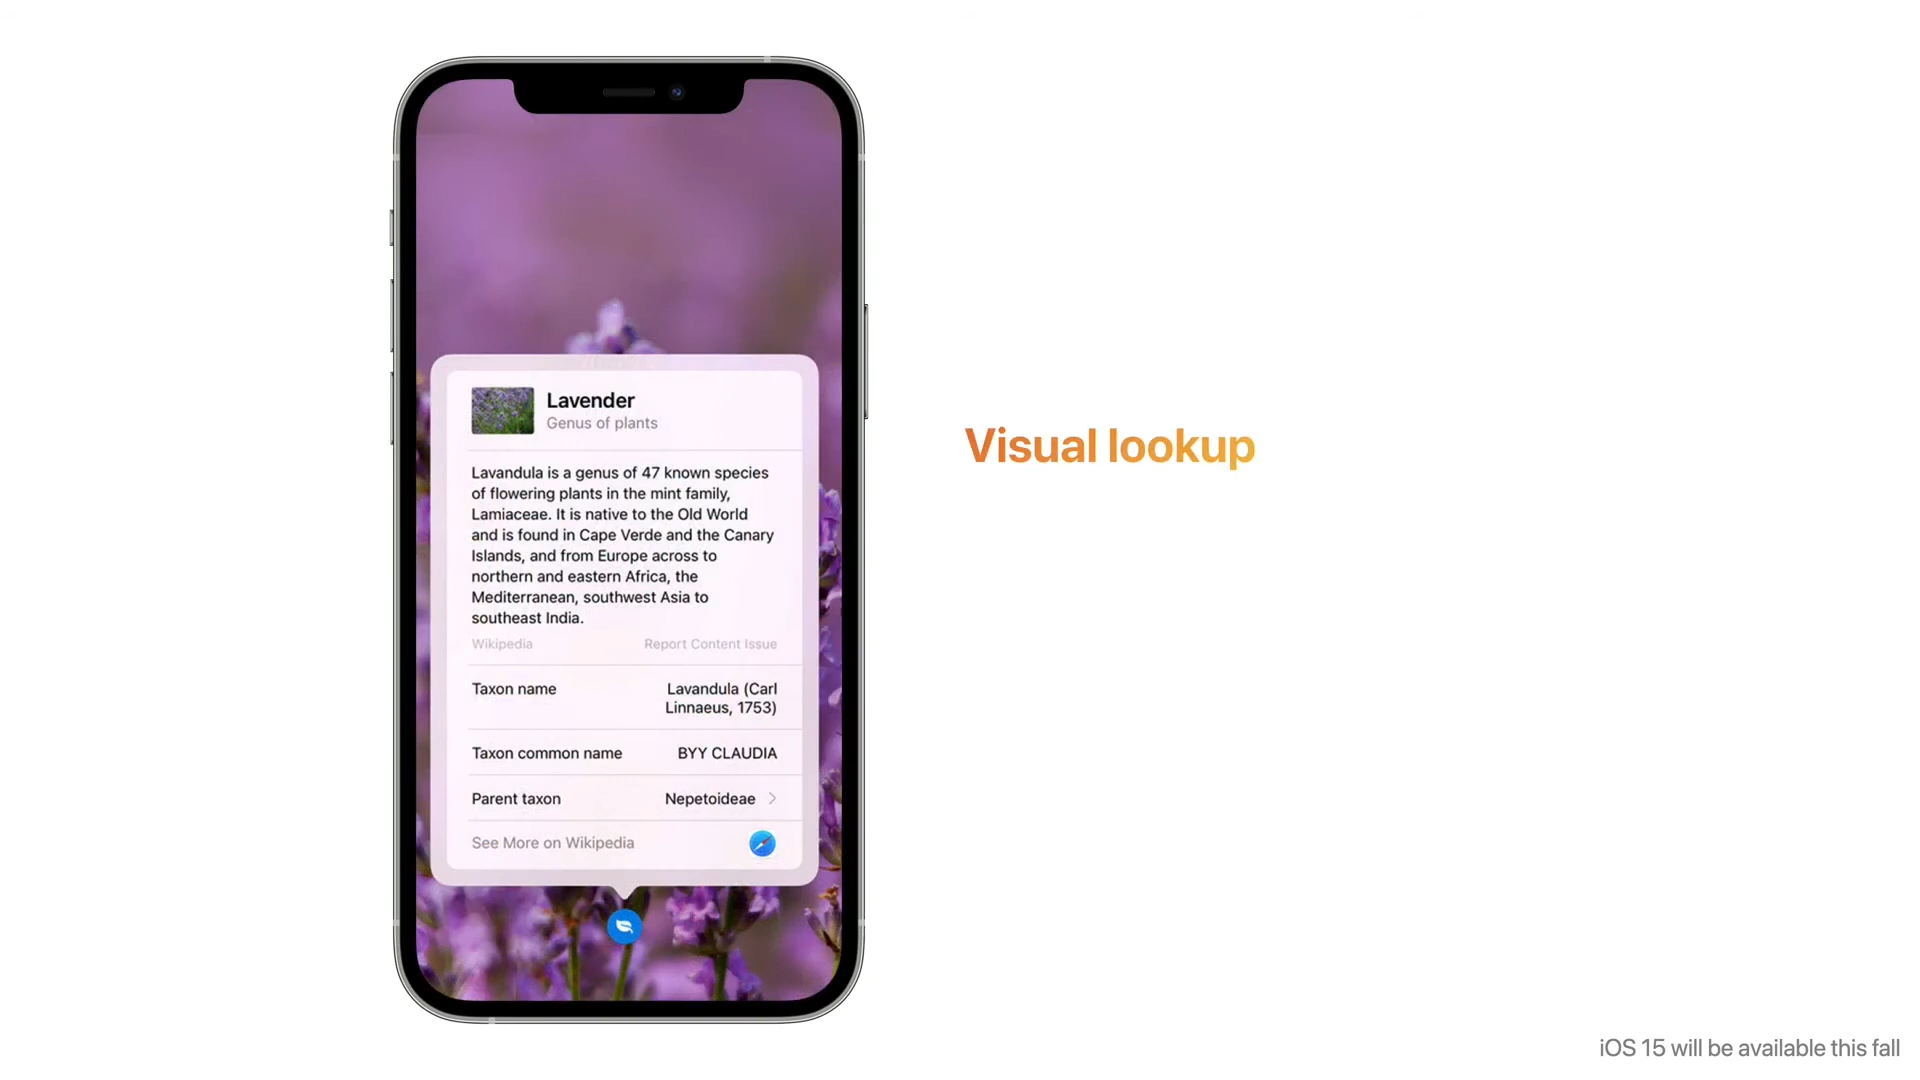 Lavender
Genus of plants
Lavandula is a genus of 47 known species
of flowering plants in the mint family,
Lamiaceae. It is native to the Old World
and is found in Cape Verde and the Canary
Islands, and from Europe across to
northern and eastern Africa, the
Mediterranean, southwest Asia to
southeast India.
Wikipedia Report Content Issue
Taxon name Lavandula (Carl
Linnaeus, 1753)
Taxon common name BYY CLAUDIA
Parent taxon Nepetoideae
See More on Wikipedia
Visual lookup
iOS 15 will be available this fall